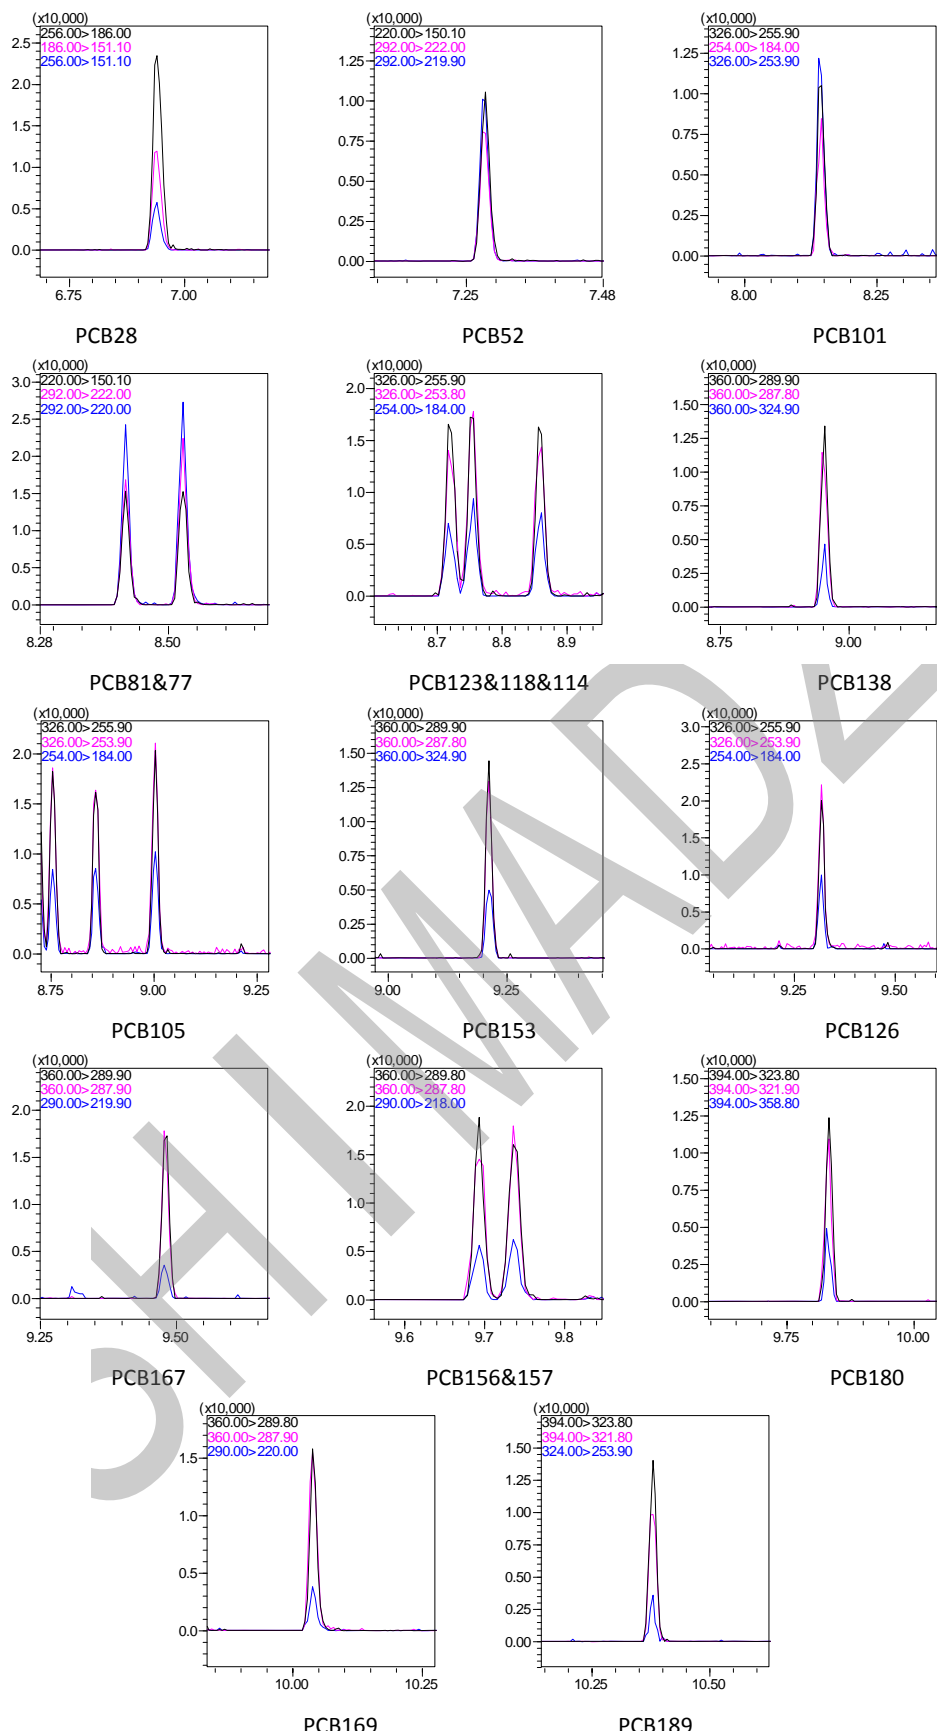 (x10,000) (x10,000) (x10,000)
256.00>186.00 220.00>150.10 326.00>255.90
186.00>151.10 292.00>222.00 254.00>184.00
256.00>151.10 292.00>219.90 326.00>253.90
2.5 1.25 1.25
2.0 1.00 1.00
1.5 0.75 0.75
1.0 0.50 0.50
0.5 0.25 0.25
0.0 0.00 0.00
6.75 7.00 7.25 7.48 8.00 8.25
PCB28 PCB52 PCB101
(x10,000) (x10,000) (x10,000)
220.00>150.10 326.00>255.90 360.00>289.90
292.00>222.00 326.00>253.80 360.00>287.80
292.00>220.00 254.00>184.00 360.00>324.90
3.0 2.0 1.50
2.5 1.5 1.25
2.0 1.0 1.00
1.5 0.5 0.75
1.0 0.0 0.50
0.5 0.25
0.0 0.00
8.28 8.50 8.7 8.8 8.9 8.75 9.00
PCB81&77 PCB123&118&114 PCB138
(x10,000) (x10,000) (x10,000)
326.00>255.90 360.00>289.90 326.00>255.90
326.00>253.90 360.00>287.80 326.00>253.90
254.00>184.00 360.00>324.90 254.00>184.00
2.0 1.50 3.0
1.5 1.25 2.5
1.0 1.00 2.0
0.5 0.75 1.5
0.0 0.50 1.0
0.25 0.5
0.00 0.0
8.75 9.00 9.25 9.00 9.25 9.25 9.50
PCB105 PCB153 PCB126
(x10,000) (x10,000) (x10,000)
360.00>289.90 360.00>289.80 394.00>323.80
360.00>287.90 360.00>287.80 394.00>321.90
290.00>219.90 290.00>218.00 394.00>358.80
2.0 2.0 1.50
1.5 1.5 1.25
1.0 1.0 1.00
0.5 0.5 0.75
0.0 0.0 0.50
0.25
0.00
9.25 9.50 9.6 9.7 9.8 9.75 10.00
PCB167 PCB156&157 PCB180
(x10,000) (x10,000)
360.00>289.80 394.00>323.80
360.00>287.90 394.00>321.80
290.00>220.00 324.00>253.90
1.5 1.50
1.0 1.25
0.5 1.00
0.0 0.75
0.50
0.25
0.00
10.00 10.25 10.25 10.50
PCB169 PCB189
SHIMADZ